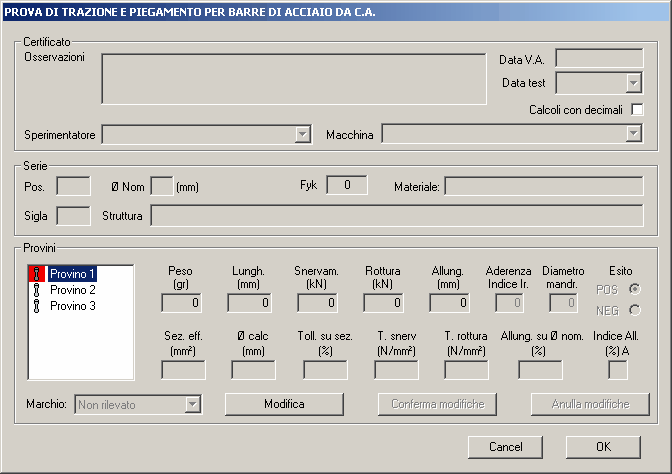 PROVA DI TRAZIONE E PIEGAMENTO PER BARRE DI ACCIAIO DA C.A.
Certificato
Osservazioni
Data V.A.
Data test
Calcoli con decimali
Sperimentatore
Macchina
Serie
Pos.
Ø Nom
(mm)
Fyk
0
Materiale:
Sigla
Struttura
Provini
Provino 1
Provino 2
Provino 3
Peso (gr)
0
Lungh. (mm)
0
Snervam. (kN)
0
Rottura (kN)
0
Allung. (mm)
0
Aderenza Indice Ir.
0
Diametro mandr.
0
Esito
POS
NEG
Sez. eff. (mm²)
Ø calc (mm)
Toll. su sez. (%)
T. snerv (N/mm²)
T. rottura (N/mm²)
Allung. su Ø nom. (%)
Indice All. (%) A
Marchio:
Non rilevato
Modifica
Conferma modifiche
Anulla modifiche
Cancel
OK